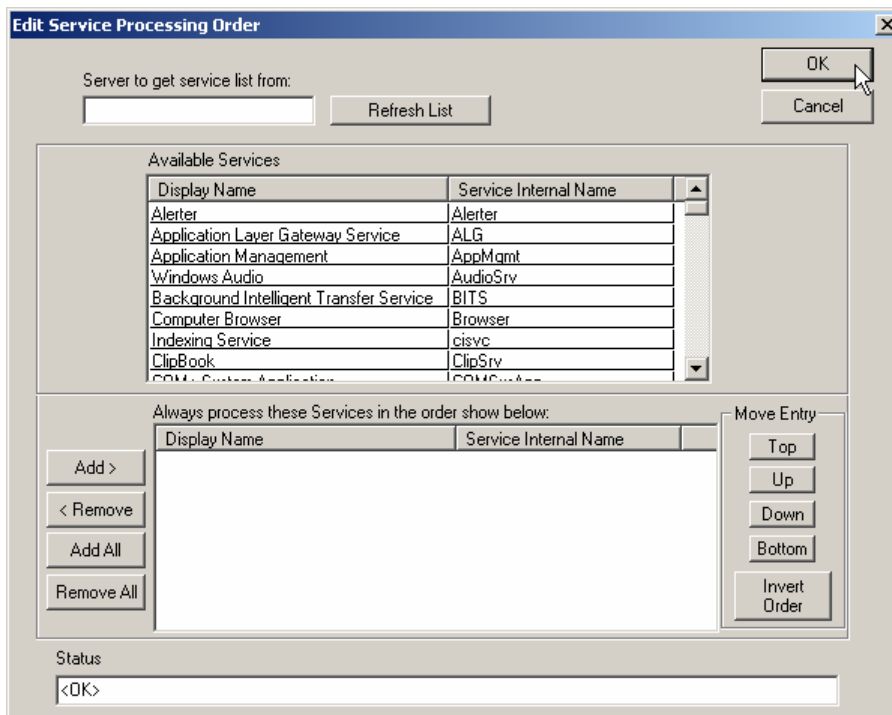 Edit Service Processing Order
OK
Server to get service list from:
Refresh List
Cancel
Available Services
Display Name Service Internal Name
Alerter Alerter
Application Layer Gateway Service ALG
Application Management AppMgmt
Windows Audio AudioSrv
Background Intelligent Transfer Service BITS
Computer Browser Browser
Indexing Service cisvc
ClipBook ClipSrv
COM+ System Application COMSysApp
Always process these Services in the order show below:
Move Entry
Display Name Service Internal Name
Top
Add >
Up
< Remove
Down
Add All
Bottom
Remove All
Invert
Order
Status
<OK>